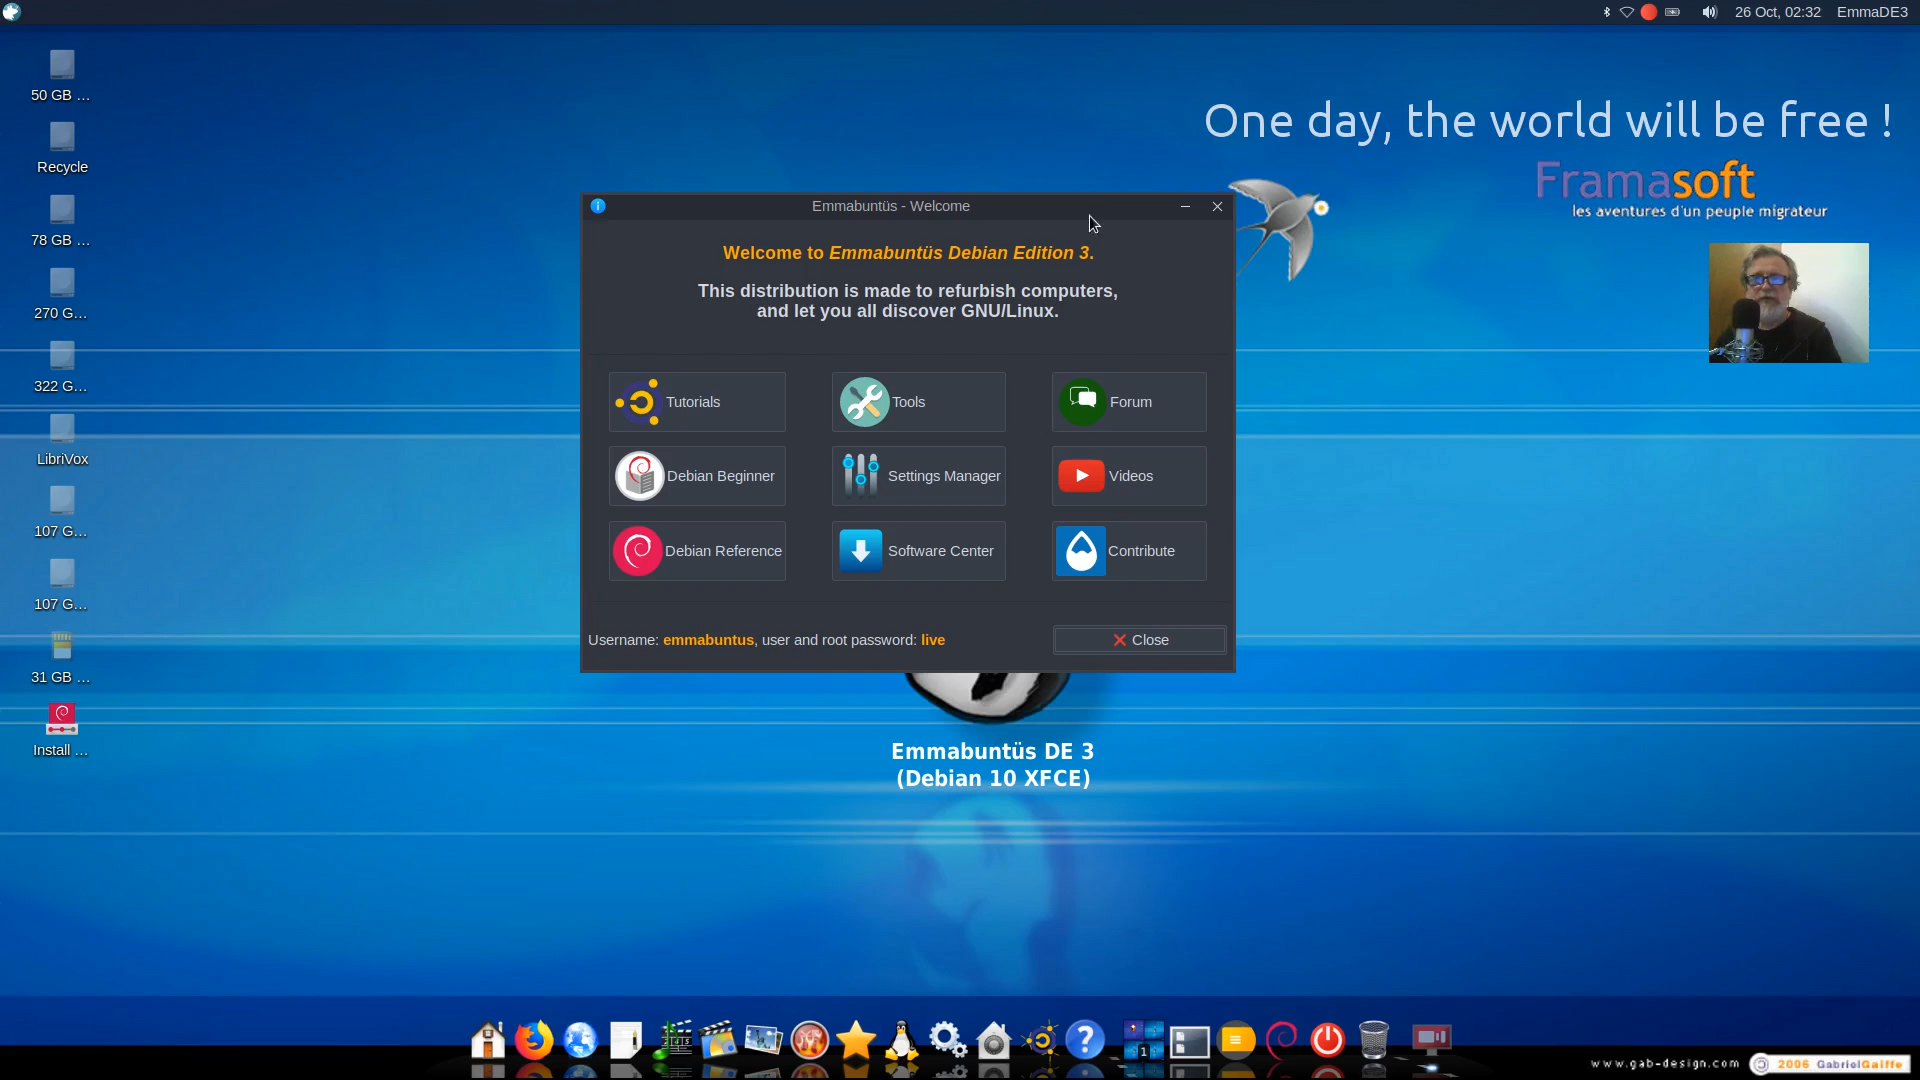 26 Oct, 02:32 EmmaDE3
50 GB ...
Recycle
78 GB ...
270 G...
322 G...
LibriVox
107 G...
107 G...
31 GB ...
Install ...
One day, the world will be free !
Framasoft
les aventures d'un peuple migrateur
Emmabuntüs - Welcome
Welcome to Emmabuntüs Debian Edition 3.
This distribution is made to refurbish computers,
and let you all discover GNU/Linux.
Tutorials
Tools
Forum
Debian Beginner
Settings Manager
Videos
Debian Reference
Software Center
Contribute
Username: emmabuntus, user and root password: live
Close
Emmabuntüs DE 3
(Debian 10 XFCE)
1
www.gab-design.com
2006 GabrielGaiffe